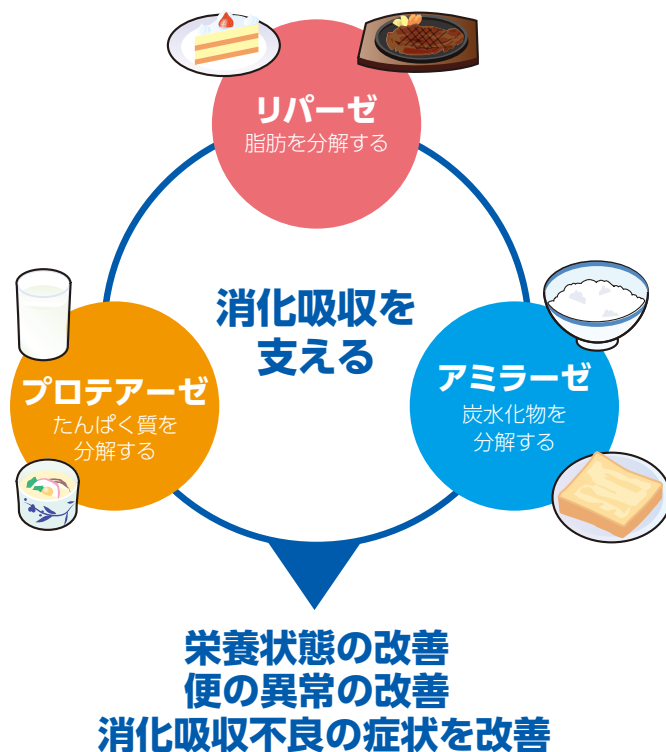 リパーゼ
脂肪を分解する
消化吸収を
支える
プロテアーゼ
たんぱく質を
分解する
アミラーゼ
炭水化物を
分解する
栄養状態の改善
便の異常の改善
消化吸収不良の症状を改善